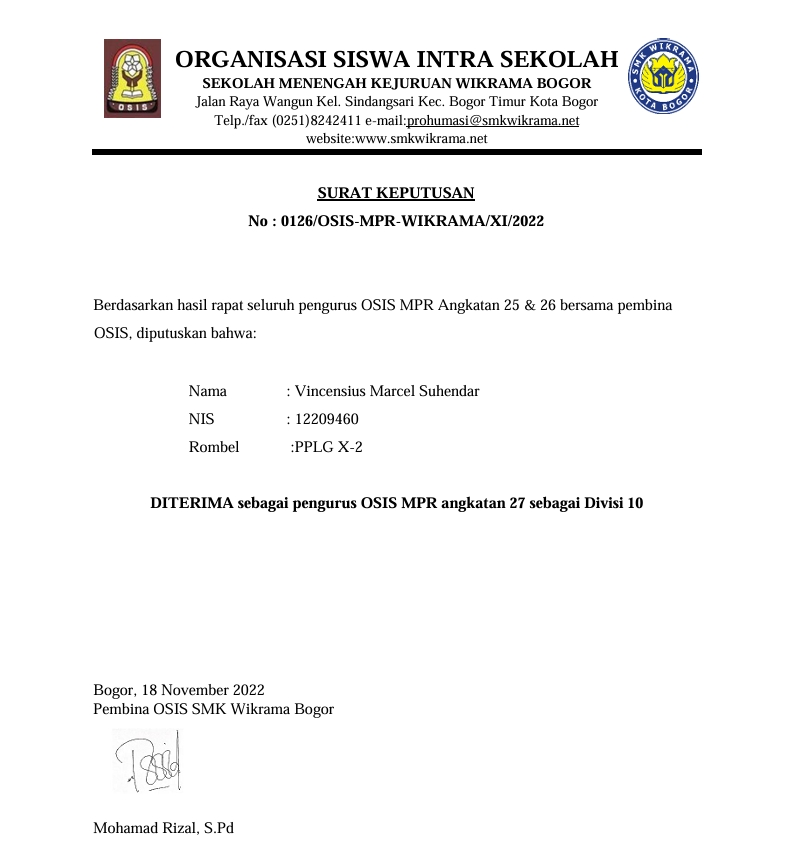 ORGANISASI SISWA INTRA SEKOLAH
SEKOLAH MENENGAH KEJURUAN WIKRAMA BOGOR
Jalan Raya Wangun Kel. Sindangsari Kec. Bogor Timur Kota Bogor
Telp./fax (0251)8242411 e-mail:prohumasi@smkwikrama.net
website:www.smkwikrama.net
OSIS
SMK WIKRAMA
KOTA BOGOR
SURAT KEPUTUSAN
No : 0126/OSIS-MPR-WIKRAMA/XI/2022
Berdasarkan hasil rapat seluruh pengurus OSIS MPR Angkatan 25 & 26 bersama pembina
OSIS, diputuskan bahwa:
Nama : Vincensius Marcel Suhendar
NIS : 12209460
Rombel :PPLG X-2
DITERIMA sebagai pengurus OSIS MPR angkatan 27 sebagai Divisi 10
Bogor, 18 November 2022
Pembina OSIS SMK Wikrama Bogor
Mohamad Rizal, S.Pd